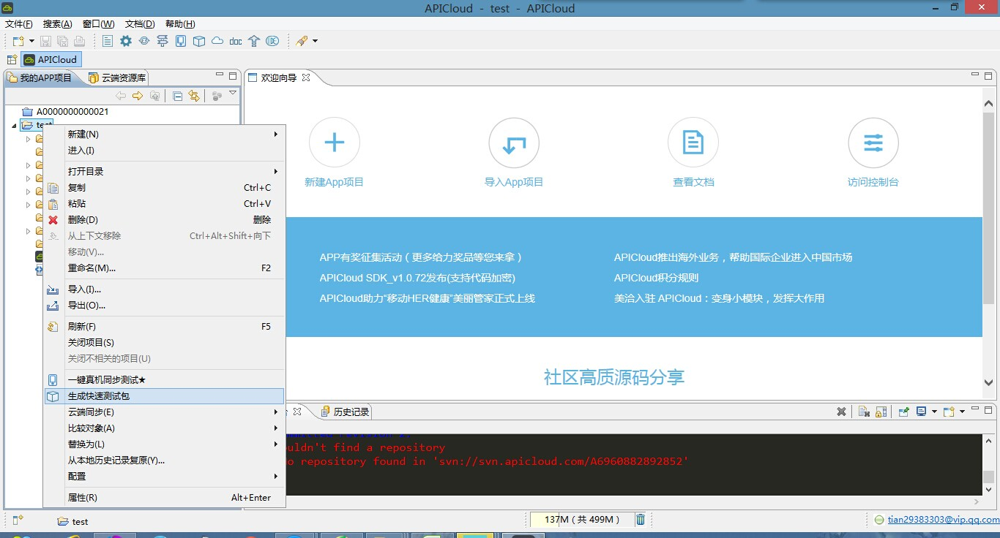 APICloud - test - APICloud
文件(F) 搜索(A) 窗口(W) 文档(D) 帮助(H)
doc
APICloud
我的APP项目 云端资源库
欢迎向导
A0000000000021
test
新建(N)
进入(I)
打开目录
复制 Ctrl+C
粘贴 Ctrl+V
删除(D) 删除
从上下文移除 Ctrl+Alt+Shift+向下
移动(V)...
重命名(M)... F2
导入(I)...
导出(O)...
刷新(F) F5
关闭项目(S)
关闭不相关的项目(U)
一键真机同步测试★
生成快速测试包
云端同步(E)
比较对象(A)
替换为(L)
从本地历史记录复原(Y)...
配置
属性(R) Alt+Enter
新建App项目 导入App项目 查看文档 访问控制台
APP有奖征集活动（更多给力奖品等您来拿） APICloud推出海外业务，帮助国际企业进入中国市场
APICloud SDK_v1.0.72发布(支持代码加密) APICloud积分规则
APICloud助力“移动HER健康”美丽管家正式上线 美洽入驻 APICloud：变身小模块，发挥大作用
社区高质源码分享
历史记录
uldn't find a repository
o repository found in 'svn://svn.apicloud.com/A6960882892852'
test
137M（共 499M）
tian29383303@vip.qq.com